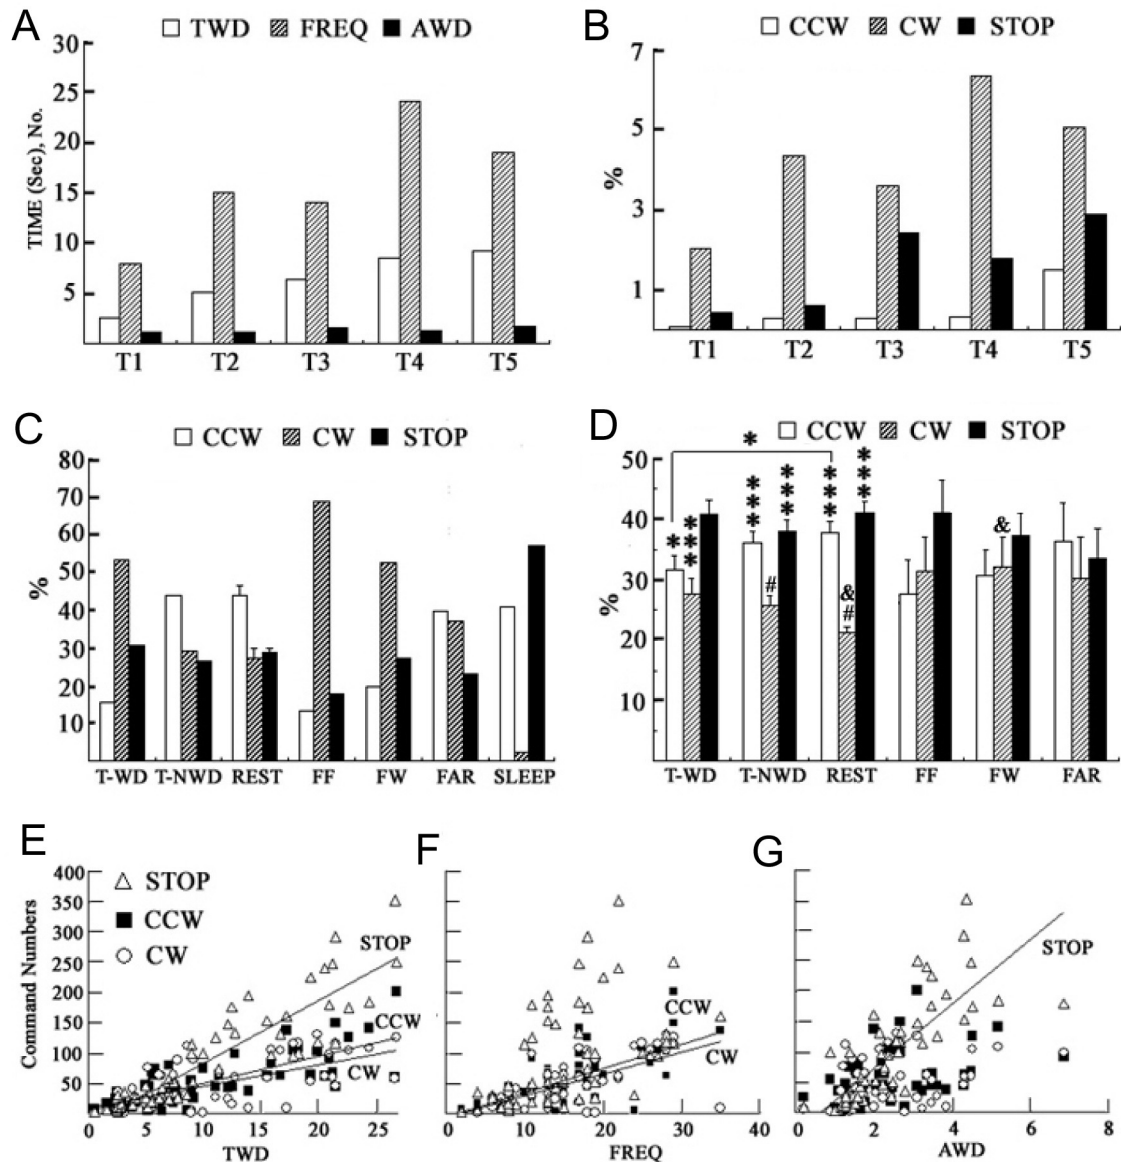 A
TWD FREQ AWD
TIME (Sec), No.
30
25
20
15
10
5
T1 T2 T3 T4 T5
B
CCW CW STOP
%
7
5
3
1
T1 T2 T3 T4 T5
C
CCW CW STOP
%
80
70
60
50
40
30
20
10
T-WD T-NWD REST FF FW FAR SLEEP
D
CCW CW STOP
%
50
40
30
20
10
*
* *** *** *** *** ***
# & # &
T-WD T-NWD REST FF FW FAR
E
Command Numbers
400
350
300
250
200
150
100
50
0
STOP
CCW
CW
STOP
CCW
CW
0 5 10 15 20 25
TWD
F
CCW
CW
0 10 20 30 40
FREQ
G
STOP
0 2 4 6 8
AWD